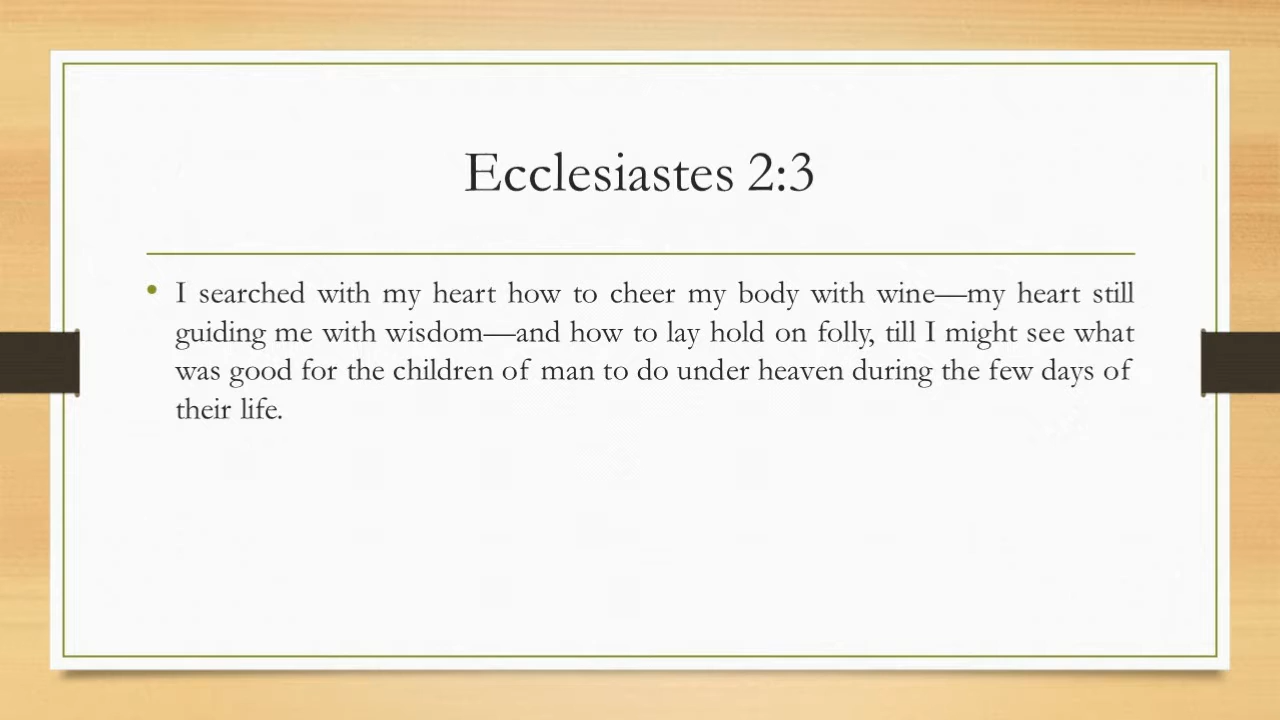 Ecclesiastes 2:3
• I searched with my heart how to cheer my body with wine—my heart still
guiding me with wisdom—and how to lay hold on folly, till I might see what
was good for the children of man to do under heaven during the few days of
their life.